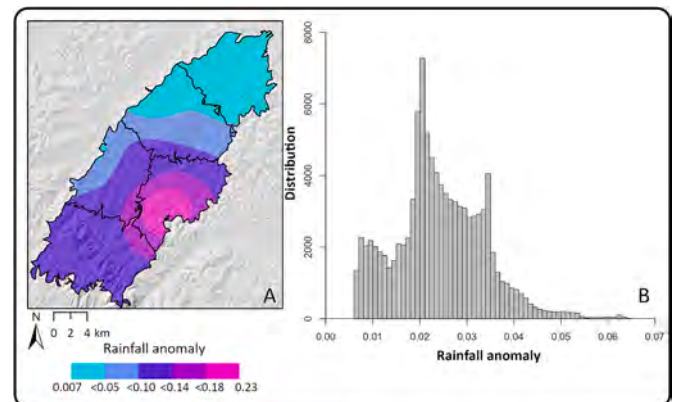 A
N
0 2 4 km
Rainfall anomaly
0.007 <0.05 <0.10 <0.14 <0.18 0.23
8000
6000
4000
2000
0
Distribution
B
0.00 0.01 0.02 0.03 0.04 0.05 0.06 0.07
Rainfall anomaly